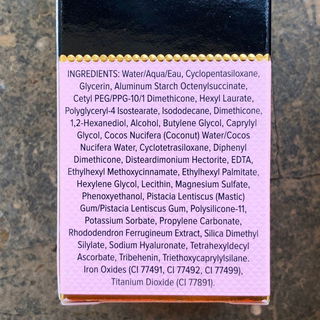 INGREDIENTS: Water/Aqua/Eau, Cyclopentasiloxane,
Glycerin, Aluminum Starch Octenylsuccinate,
Cetyl PEG/PPG-10/1 Dimethicone, Hexyl Laurate,
Polyglyceryl-4 Isostearate, Isododecane, Dimethicone,
1,2-Hexanediol, Alcohol, Butylene Glycol, Caprylyl
Glycol, Cocos Nucifera (Coconut) Water/Cocos
Nucifera Water, Cyclotetrasiloxane, Diphenyl
Dimethicone, Disteardimonium Hectorite, EDTA,
Ethylhexyl Methoxycinnamate, Ethylhexyl Palmitate,
Hexylene Glycol, Lecithin, Magnesium Sulfate,
Phenoxyethanol, Pistacia Lentiscus (Mastic)
Gum/Pistacia Lentiscus Gum, Polysilicone-11,
Potassium Sorbate, Propylene Carbonate,
Rhododendron Ferrugineum Extract, Silica Dimethyl
Silylate, Sodium Hyaluronate, Tetrahexyldecyl
Ascorbate, Tribehenin, Triethoxycaprylylsilane.
Iron Oxides (CI 77491, CI 77492, CI 77499),
Titanium Dioxide (CI 77891).